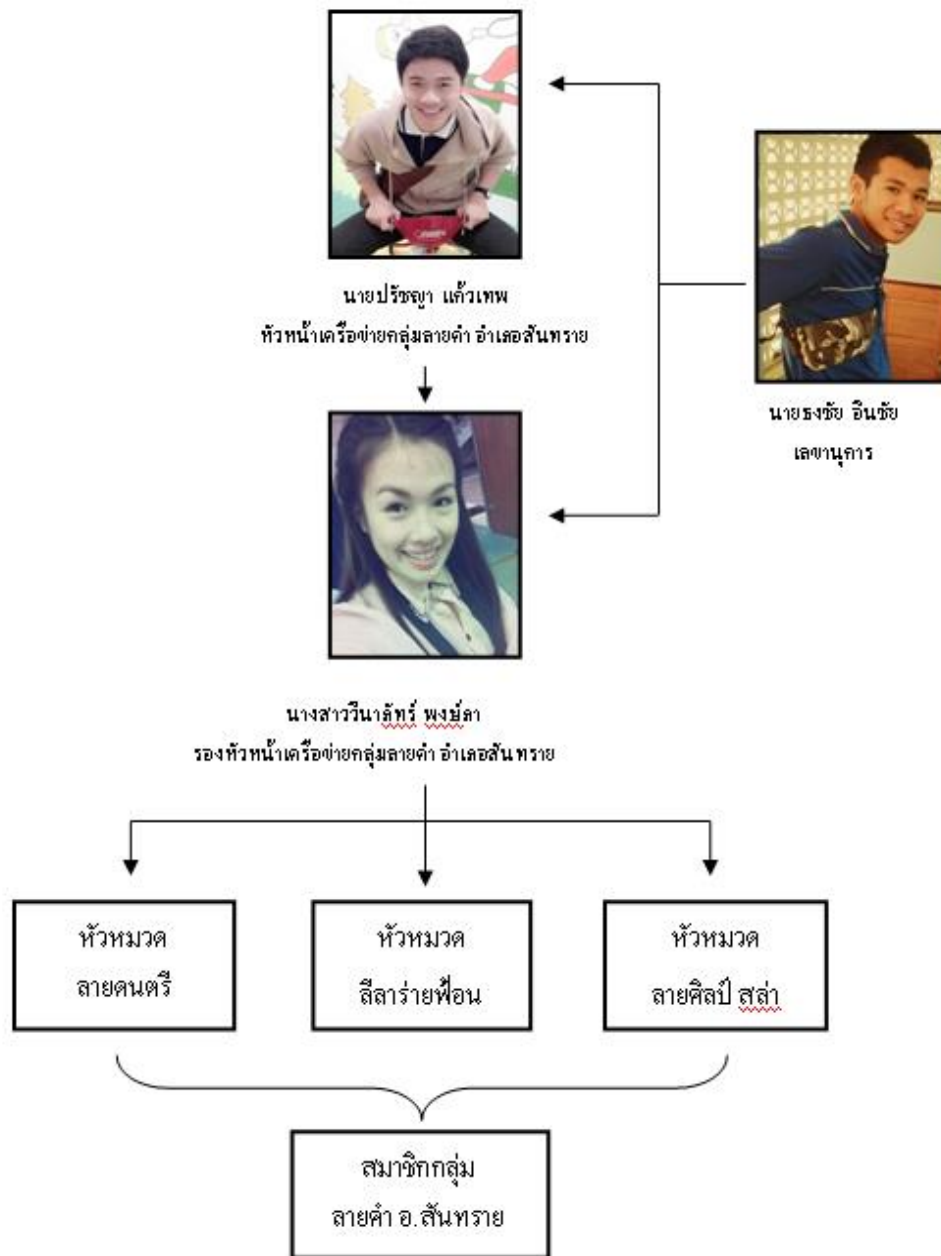 นายปรัชญา แก้วเทพ
หัวหน้าเครือข่ายกลุ่มลายคำ อำเภอสันทราย
นายธงชัย อินชัย
เลขานุการ
นางสาววีนาภัทร์ พงษ์ดา
รองหัวหน้าเครือข่ายกลุ่มลายคำ อำเภอสันทราย
หัวหมวด
ลายดนตรี
หัวหมวด
ลีลาร่ายฟ้อน
หัวหมวด
ลายศิลป์ สล่า
สมาชิกกลุ่ม
ลายคำ อ.สันทราย